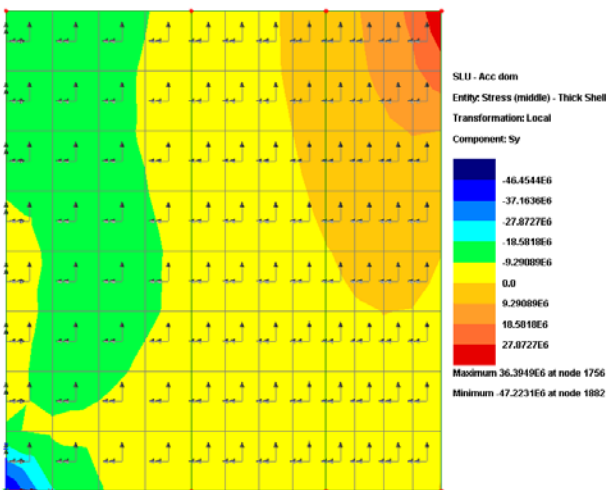 SLU - Acc dom
Entity: Stress (middle) - Thick Shell
Transformation: Local
Component: Sy
-46.4544E6
-37.1636E6
-27.8727E6
-18.5818E6
-9.29089E6
0.0
9.29089E6
18.5818E6
27.8727E6
Maximum 36.3949E6 at node 1756
Minimum -47.2231E6 at node 1882